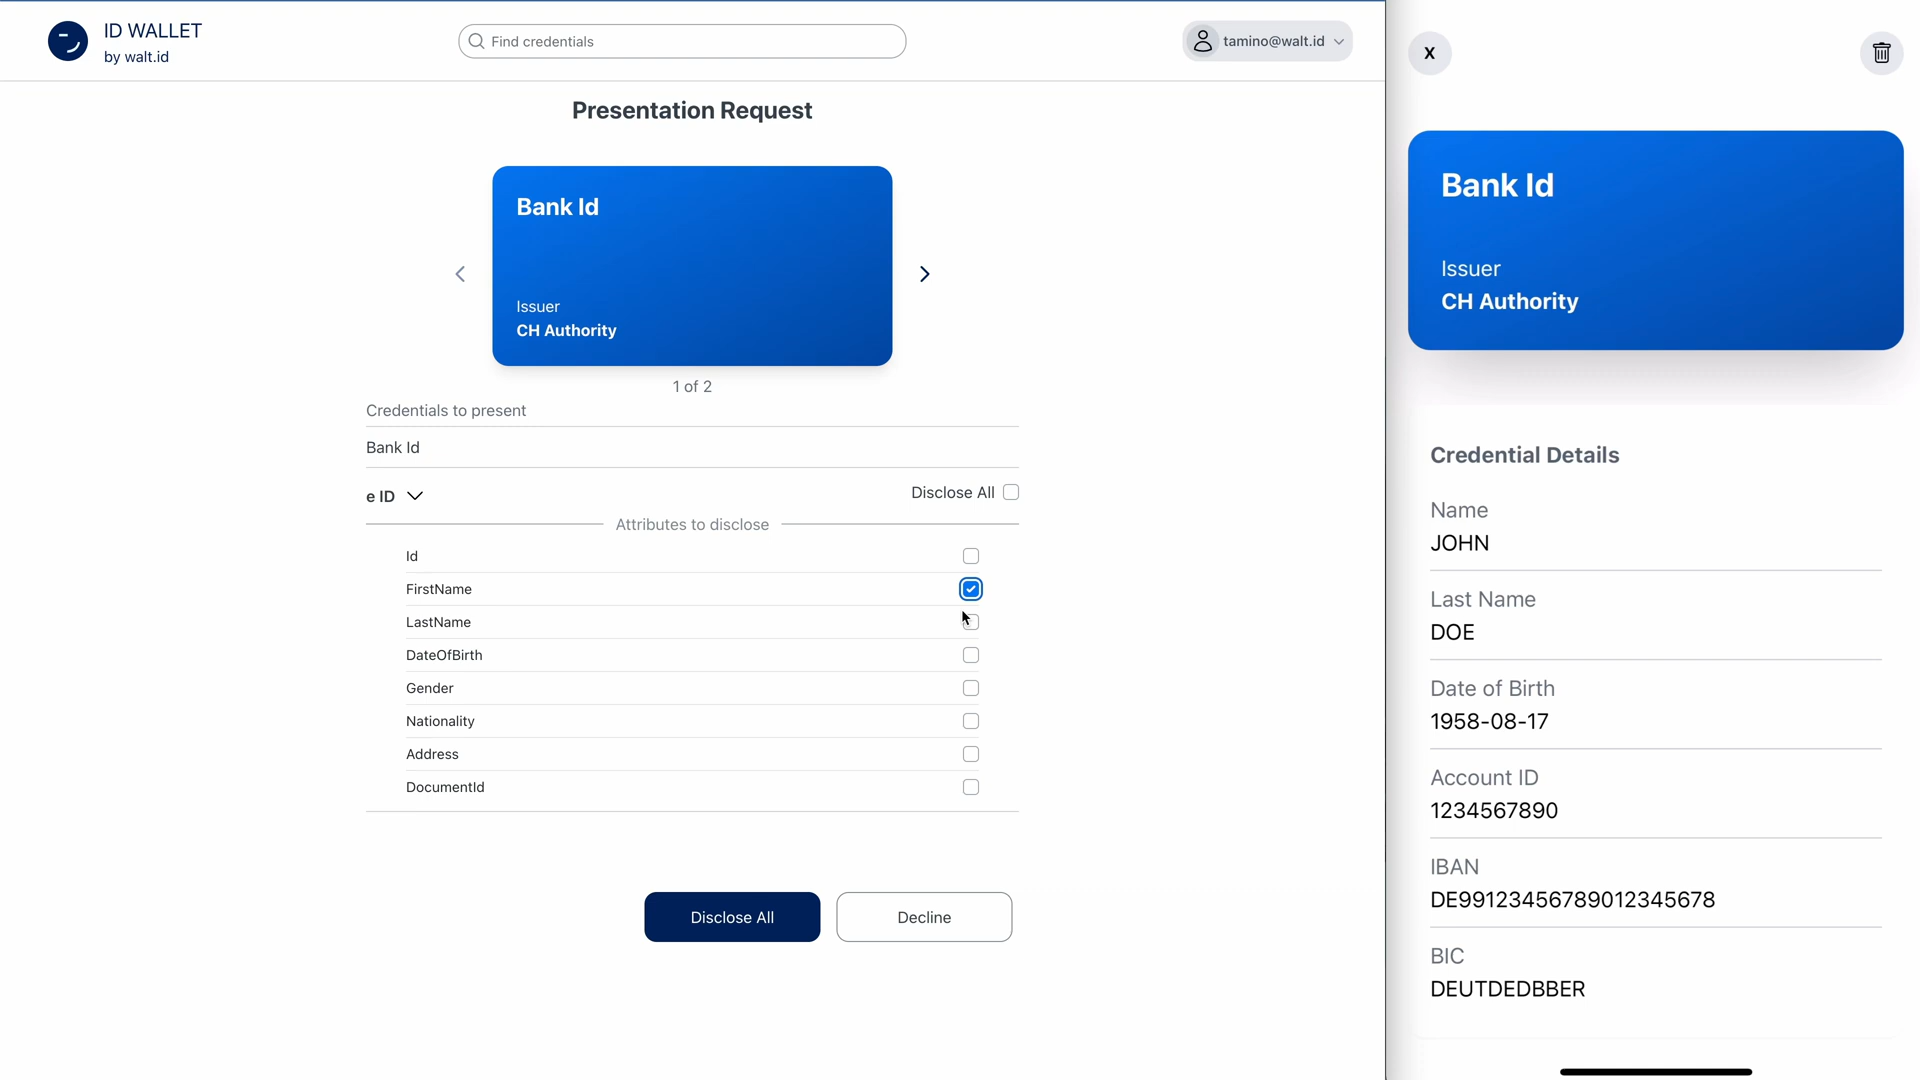 ID WALLET
by walt.id
Find credentials
tamino@walt.id
Presentation Request
Bank Id
Issuer
CH Authority
1 of 2
Credentials to present
Bank Id
e ID
Disclose All
Attributes to disclose
Id
FirstName
LastName
DateOfBirth
Gender
Nationality
Address
DocumentId
Disclose All
Decline
X
Bank Id
Issuer
CH Authority
Credential Details
Name
JOHN
Last Name
DOE
Date of Birth
1958-08-17
Account ID
1234567890
IBAN
DE99123456789012345678
BIC
DEUTDEDBBER